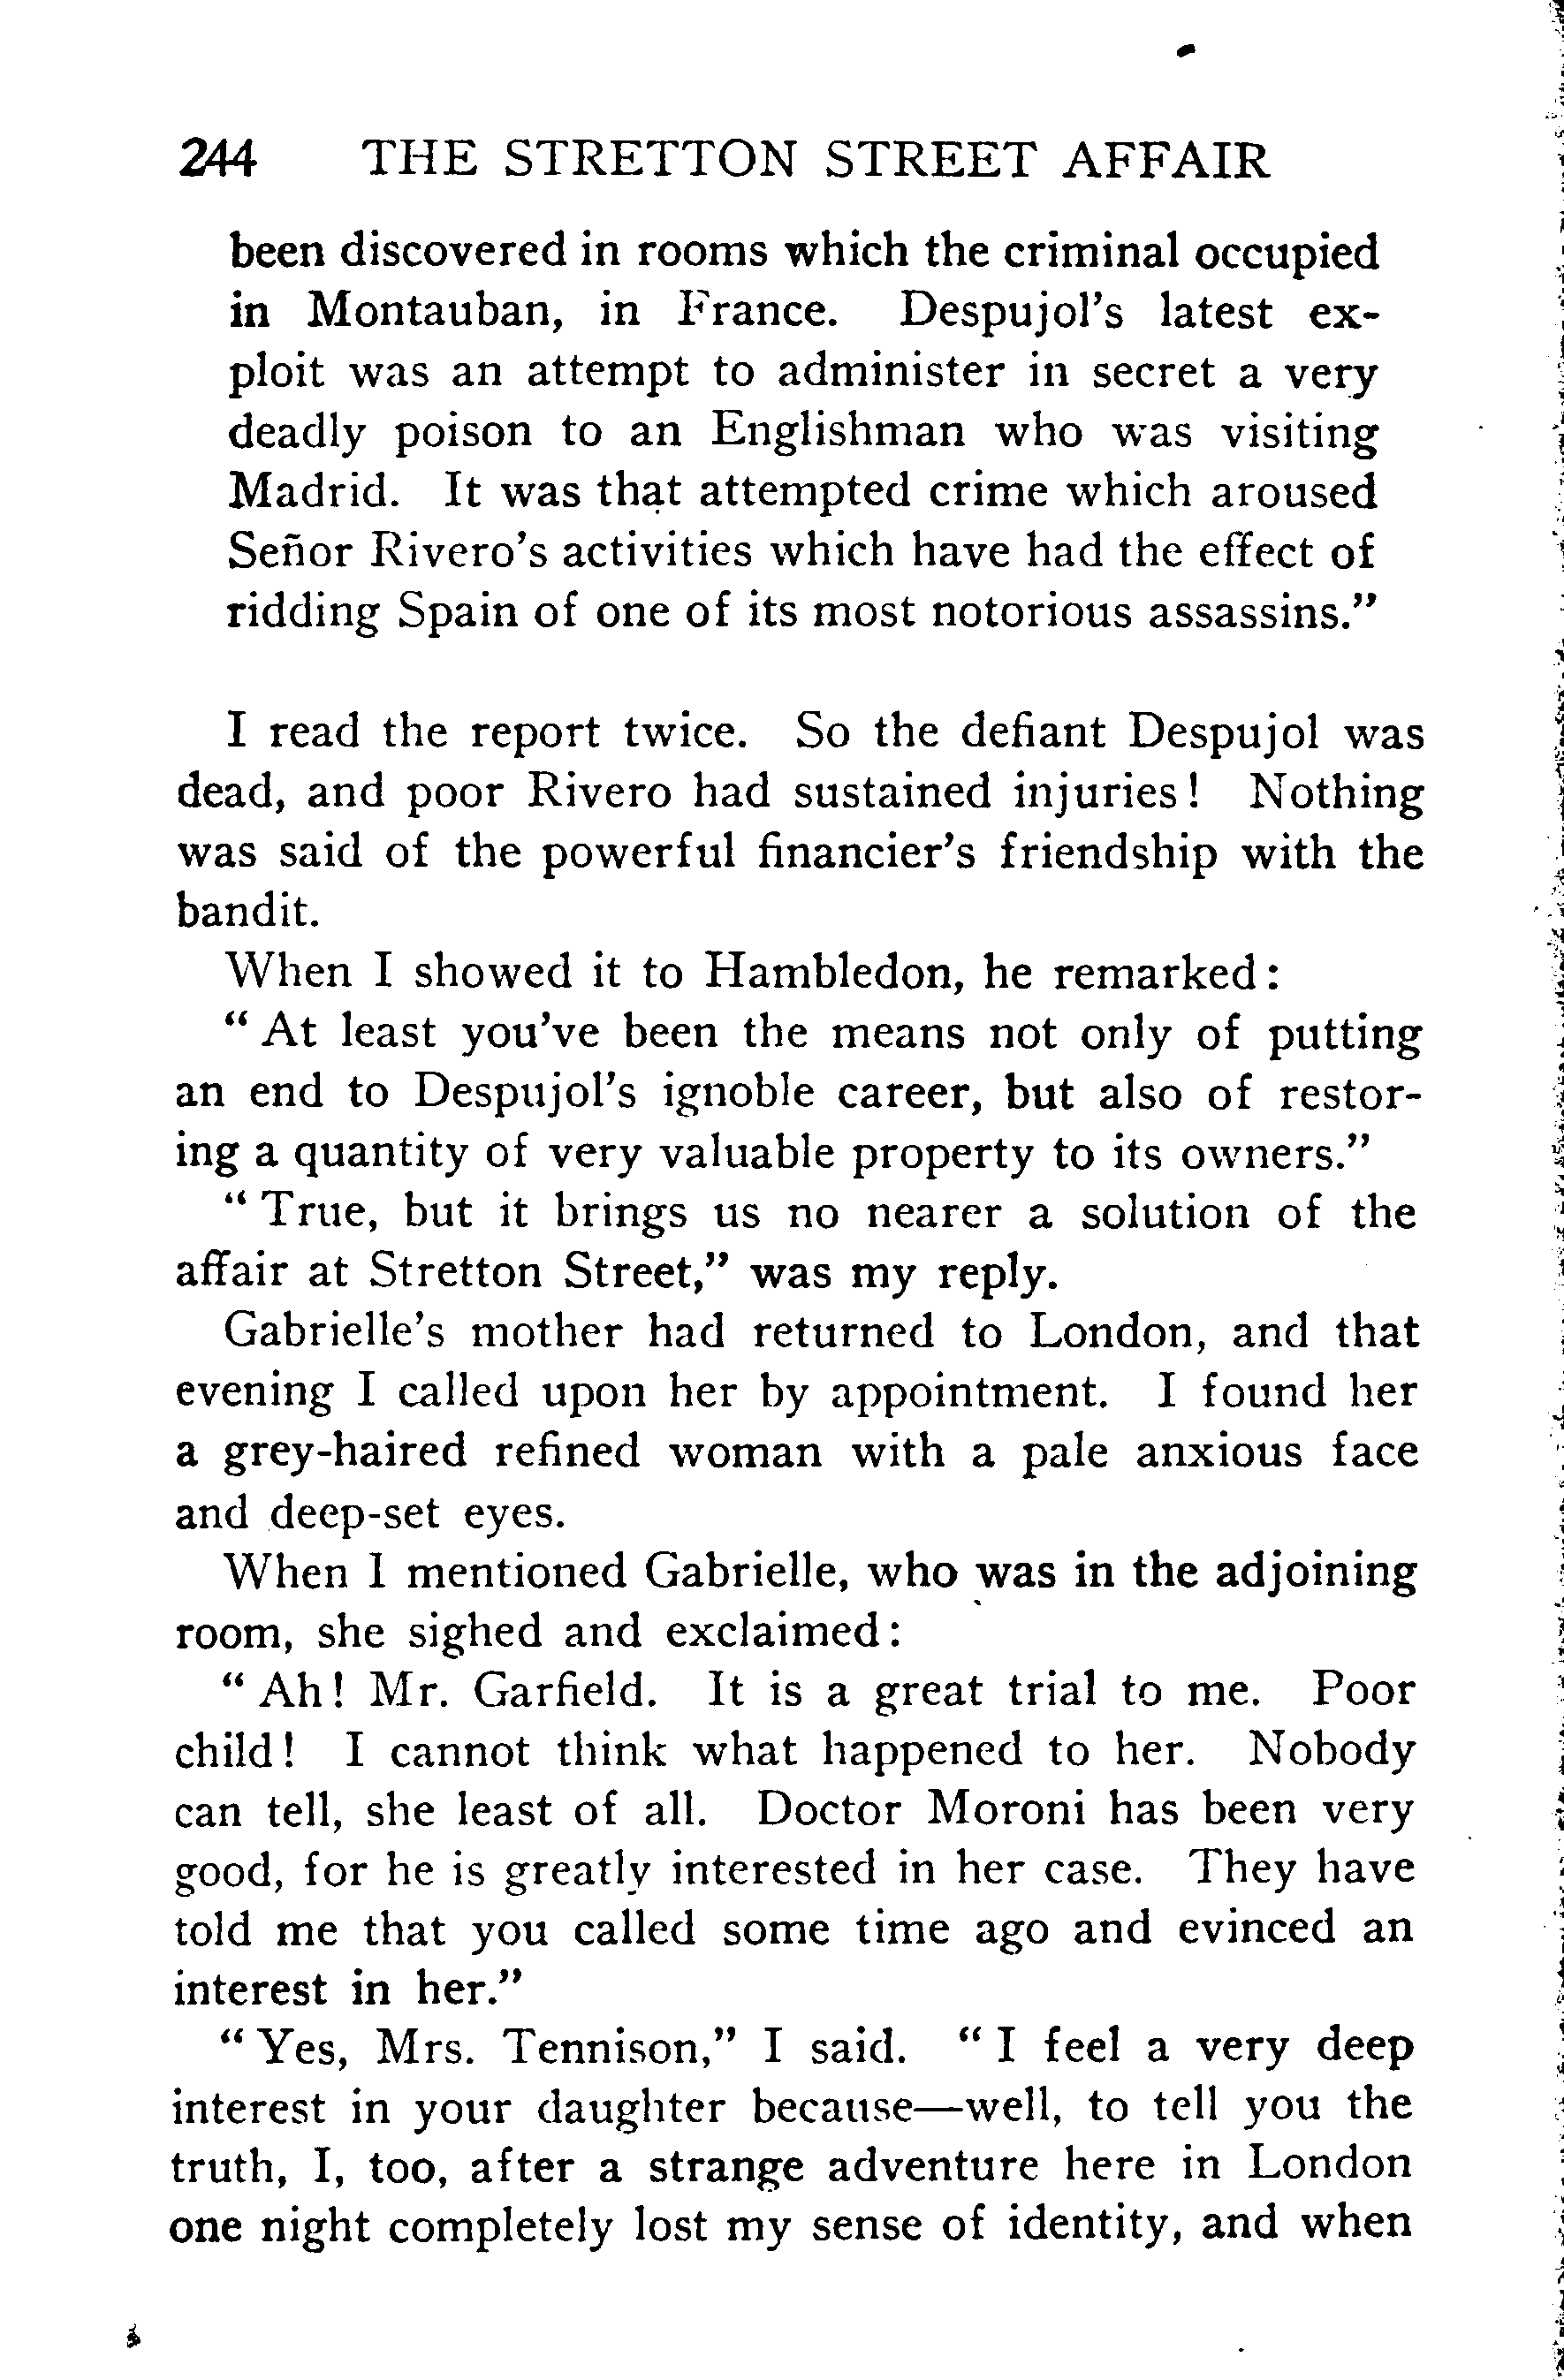 244 THE STRETTON STREET AFFAIR
been discovered in rooms which the criminal occupied
in Montauban, in France. Despujol's latest ex-
ploit was an attempt to administer in secret a very
deadly poison to an Englishman who was visiting
Madrid. It was that attempted crime which aroused
Señor Rivero's activities which have had the effect of
ridding Spain of one of its most notorious assassins."
I read the report twice. So the defiant Despujol was
dead, and poor Rivero had sustained injuries! Nothing
was said of the powerful financier's friendship with the
bandit.
When I showed it to Hambledon, he remarked:
"At least you've been the means not only of putting
an end to Despujol's ignoble career, but also of restor-
ing a quantity of very valuable property to its owners."
"True, but it brings us no nearer a solution of the
affair at Stretton Street," was my reply.
Gabrielle's mother had returned to London, and that
evening I called upon her by appointment. I found her
a grey-haired refined woman with a pale anxious face
and deep-set eyes.
When I mentioned Gabrielle, who was in the adjoining
room, she sighed and exclaimed:
"Ah! Mr. Garfield. It is a great trial to me. Poor
child! I cannot think what happened to her. Nobody
can tell, she least of all. Doctor Moroni has been very
good, for he is greatly interested in her case. They have
told me that you called some time ago and evinced an
interest in her."
"Yes, Mrs. Tennison," I said. "I feel a very deep
interest in your daughter because—well, to tell you the
truth, I, too, after a strange adventure here in London
one night completely lost my sense of identity, and when